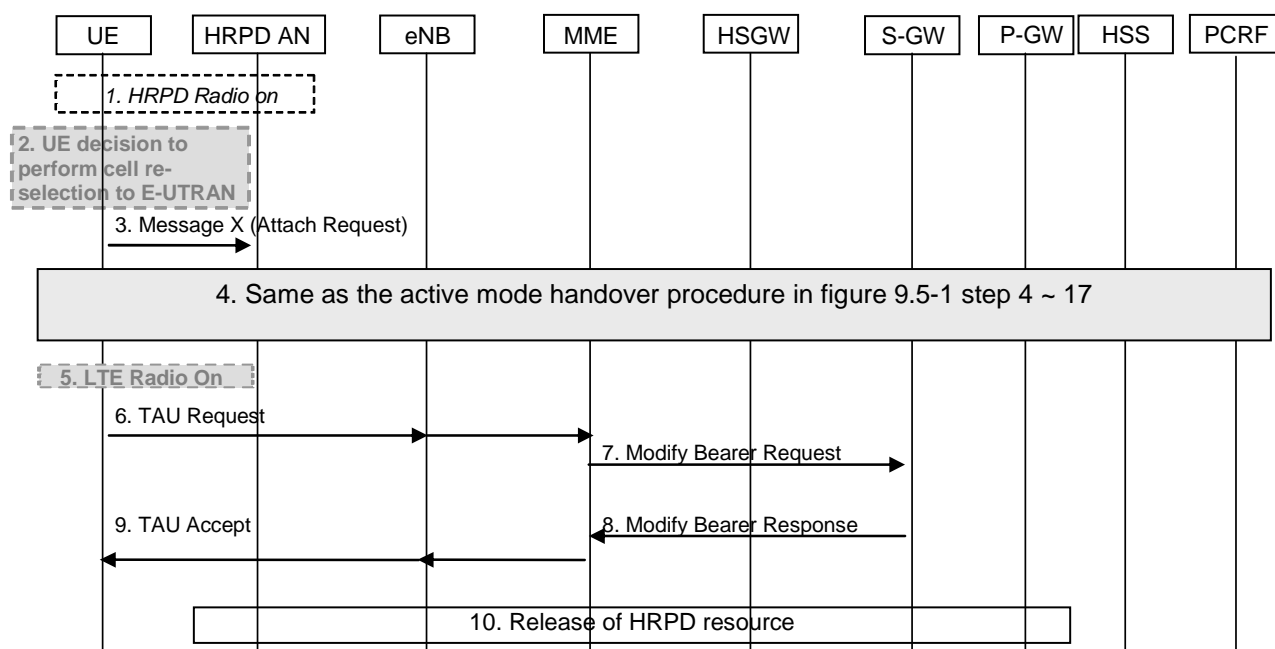 UE HRPD AN eNB MME HSGW S-GW P-GW HSS PCRF
1. HRPD Radio on
2. UE decision to
perform cell re-
selection to E-UTRAN
3. Message X (Attach Request)
4. Same as the active mode handover procedure in figure 9.5-1 step 4 ~ 17
5. LTE Radio On
6. TAU Request
7. Modify Bearer Request
9. TAU Accept
8. Modify Bearer Response
10. Release of HRPD resource